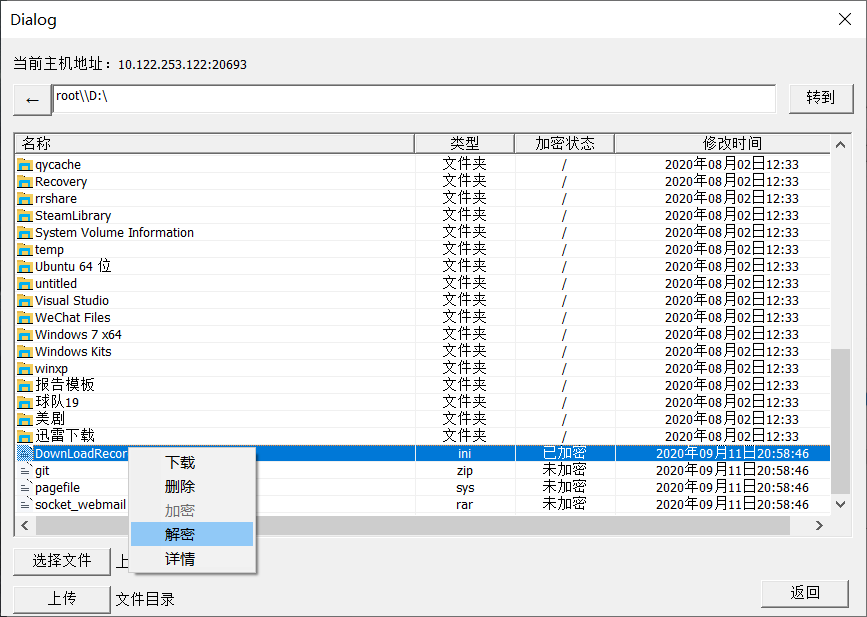 Dialog
当前主机地址： 10.122.253.122:20693
← root\\D:\ 转到
名称 类型 加密状态 修改时间
qycache 文件夹 / 2020年08月02日12:33
Recovery 文件夹 / 2020年08月02日12:33
rrshare 文件夹 / 2020年08月02日12:33
SteamLibrary 文件夹 / 2020年08月02日12:33
System Volume Information 文件夹 / 2020年08月02日12:33
temp 文件夹 / 2020年08月02日12:33
Ubuntu 64 位 文件夹 / 2020年08月02日12:33
untitled 文件夹 / 2020年08月02日12:33
Visual Studio 文件夹 / 2020年08月02日12:33
WeChat Files 文件夹 / 2020年08月02日12:33
Windows 7 x64 文件夹 / 2020年08月02日12:33
Windows Kits 文件夹 / 2020年08月02日12:33
winxp 文件夹 / 2020年08月02日12:33
报告模板 文件夹 / 2020年08月02日12:33
球队19 文件夹 / 2020年08月02日12:33
美剧 文件夹 / 2020年08月02日12:33
迅雷下载 文件夹 / 2020年08月02日12:33
DownLoadRecor ini 已加密 2020年09月11日20:58:46
git zip 未加密 2020年09月11日20:58:46
pagefile sys 未加密 2020年09月11日20:58:46
socket_webmail rar 未加密 2020年09月11日20:58:46
下载
删除
加密
解密
详情
选择文件 上
上传 文件目录
返回